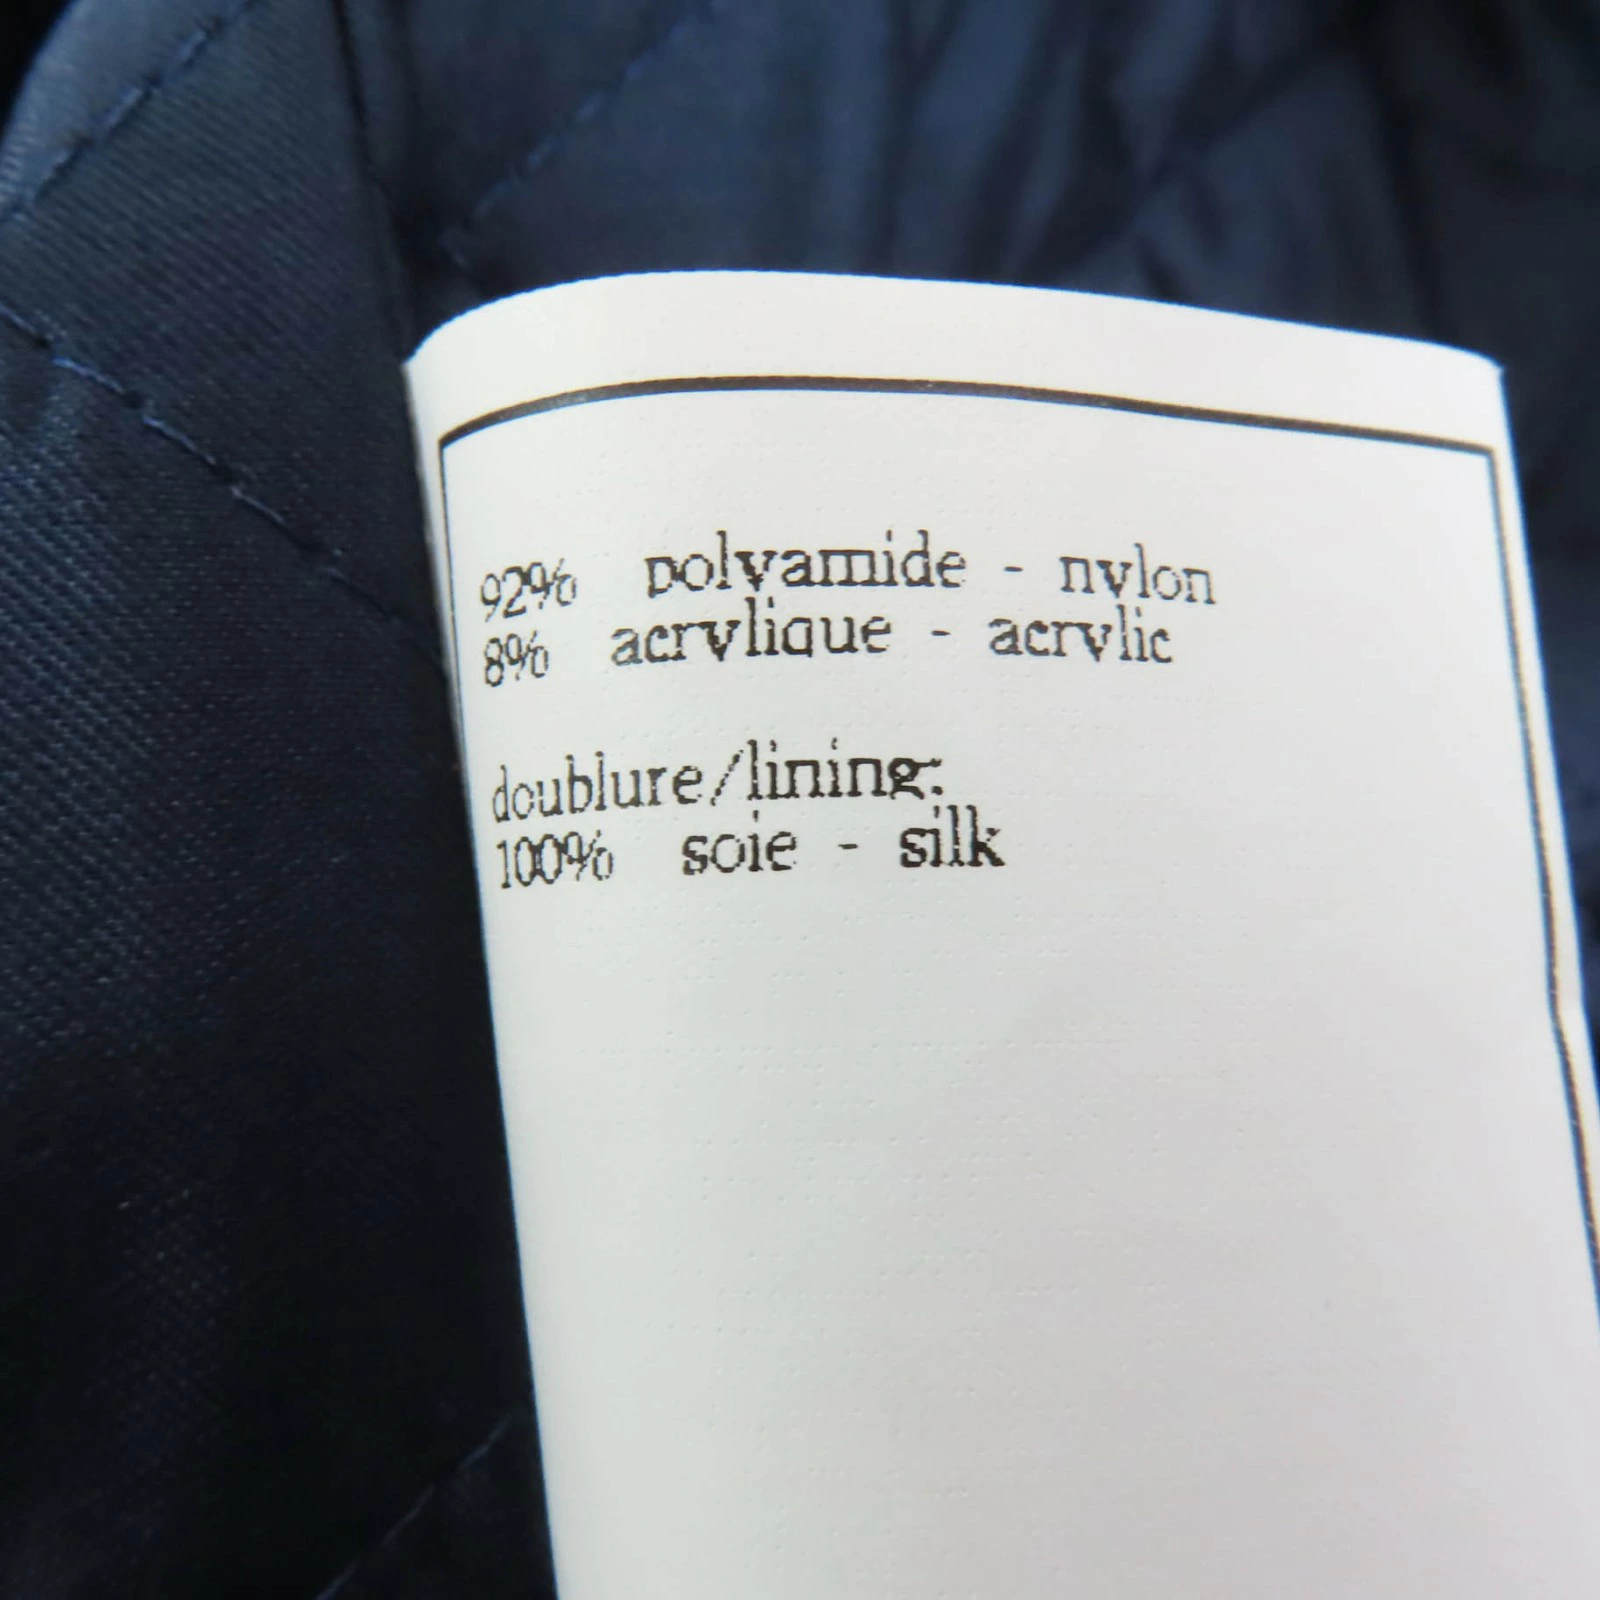 92% polyamide - nylon
8% acrylique - acrylic
doublure/lining:
100% soie - silk